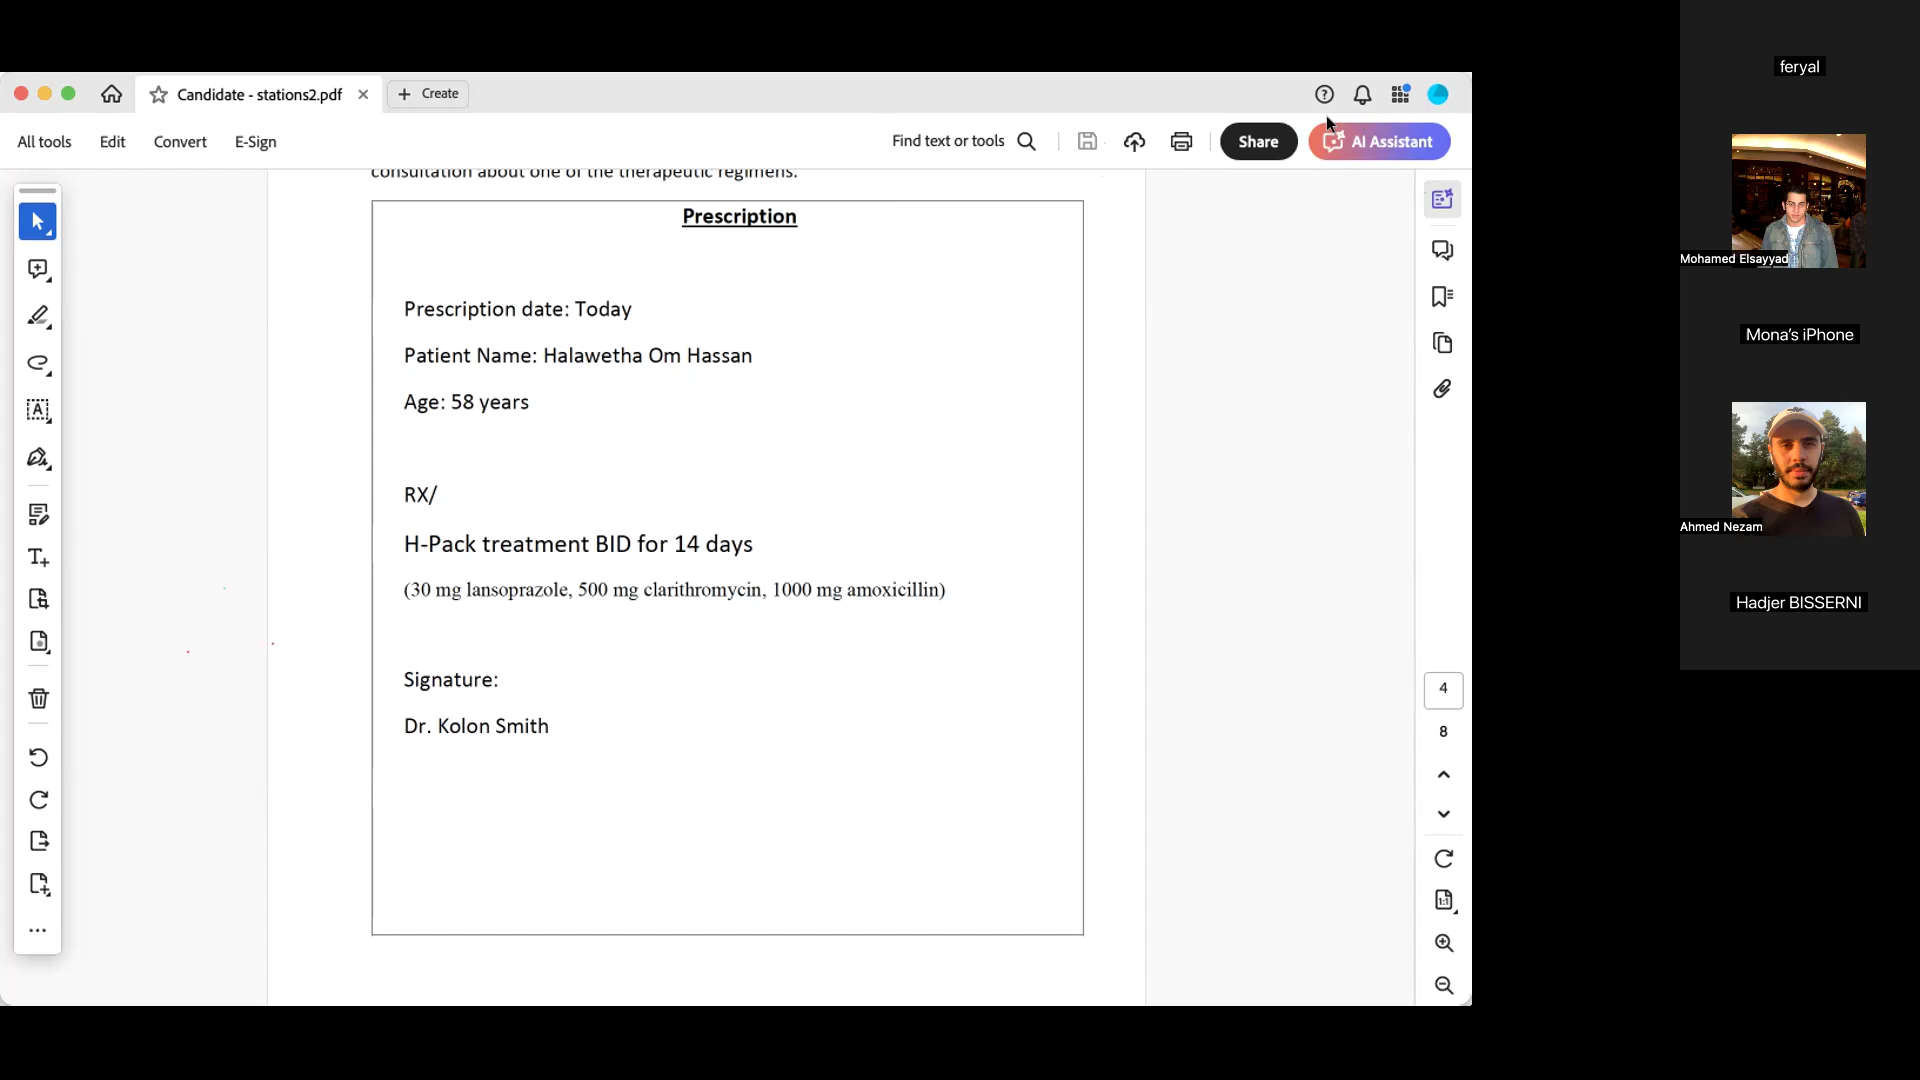 feryal
Candidate - stations2.pdf
Create
All tools
Edit
Convert
E-Sign
Find text or tools
Share
AI Assistant
consultation about one of the therapeutic regimens.
Prescription
Prescription date: Today
Patient Name: Halawetha Om Hassan
Age: 58 years
RX/
H-Pack treatment BID for 14 days
(30 mg lansoprazole, 500 mg clarithromycin, 1000 mg amoxicillin)
Signature:
Dr. Kolon Smith
4
8
Mohamed Elsayyad
Mona's iPhone
Ahmed Nezam
Hadjer BISSERNI